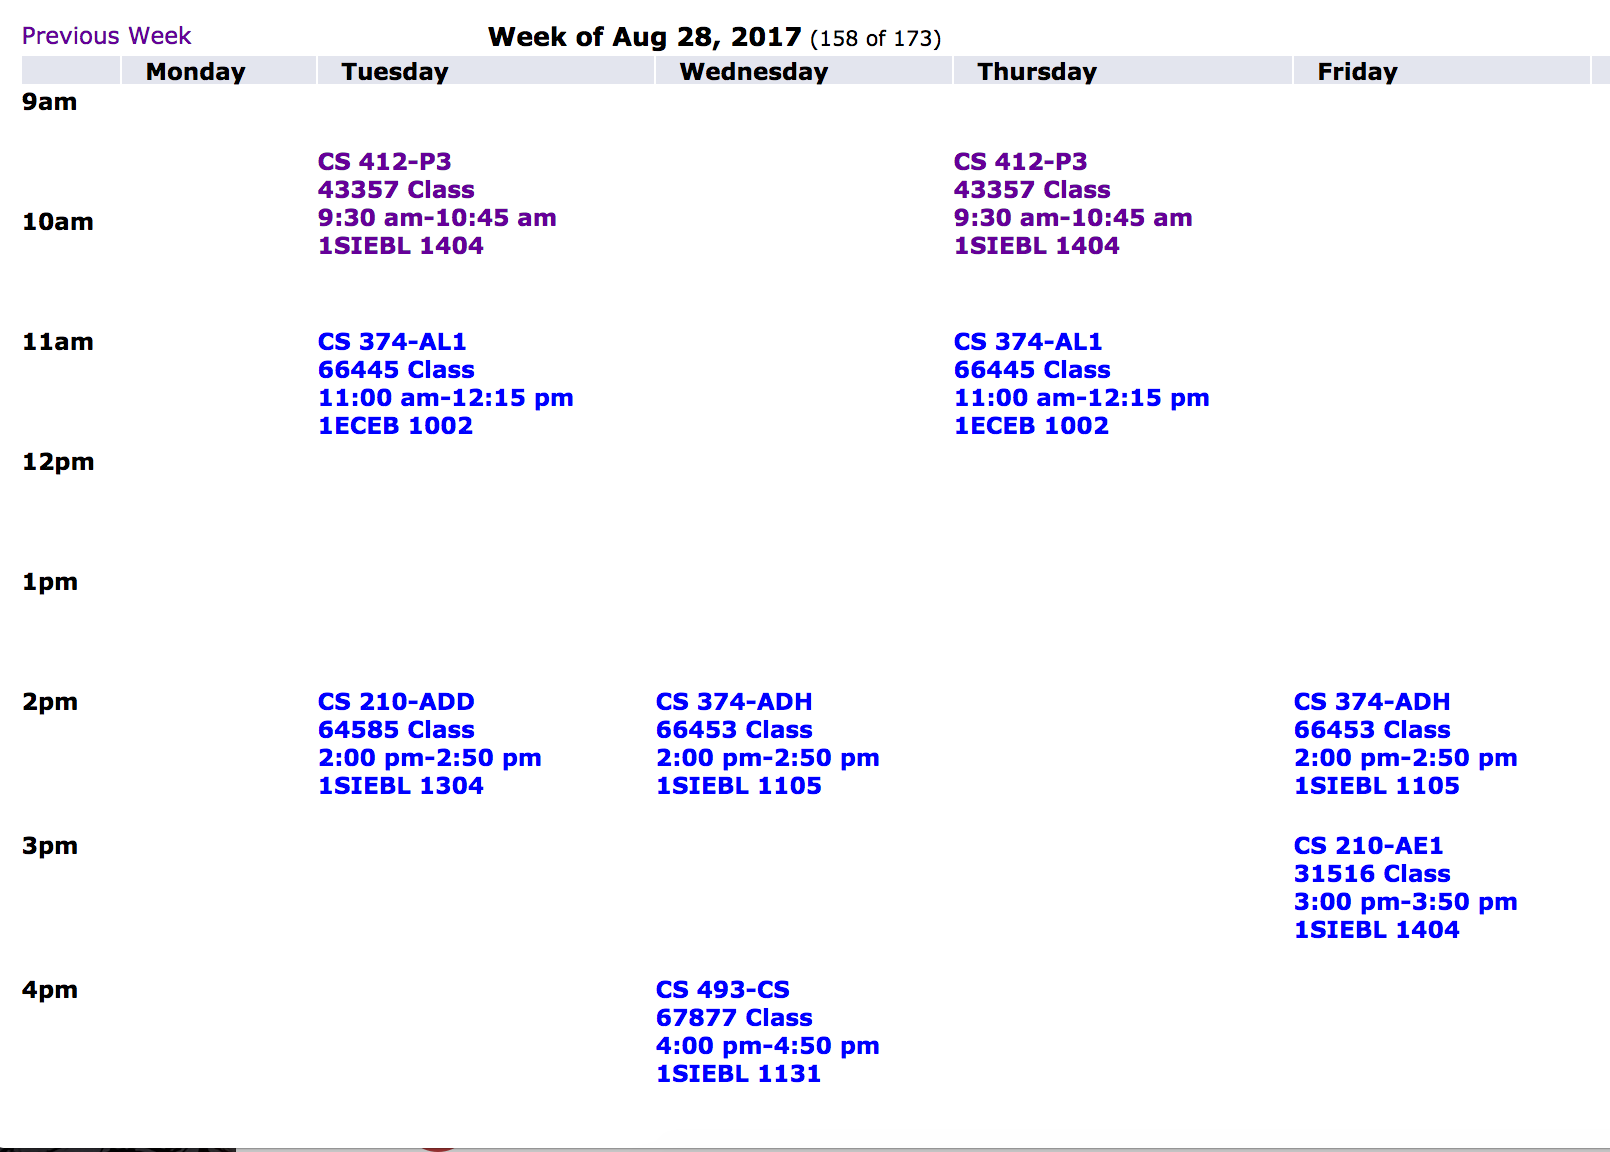 Previous Week
Week of Aug 28, 2017 (158 of 173)
Monday Tuesday Wednesday Thursday Friday
9am
CS 412-P3 CS 412-P3
43357 Class 43357 Class
10am 9:30 am-10:45 am 9:30 am-10:45 am
1SIEBL 1404 1SIEBL 1404
11am CS 374-AL1 CS 374-AL1
66445 Class 66445 Class
11:00 am-12:15 pm 11:00 am-12:15 pm
1ECEB 1002 1ECEB 1002
12pm
1pm
2pm CS 210-ADD CS 374-ADH CS 374-ADH
64585 Class 66453 Class 66453 Class
2:00 pm-2:50 pm 2:00 pm-2:50 pm 2:00 pm-2:50 pm
1SIEBL 1304 1SIEBL 1105 1SIEBL 1105
3pm CS 210-AE1
31516 Class
3:00 pm-3:50 pm
1SIEBL 1404
4pm CS 493-CS
67877 Class
4:00 pm-4:50 pm
1SIEBL 1131